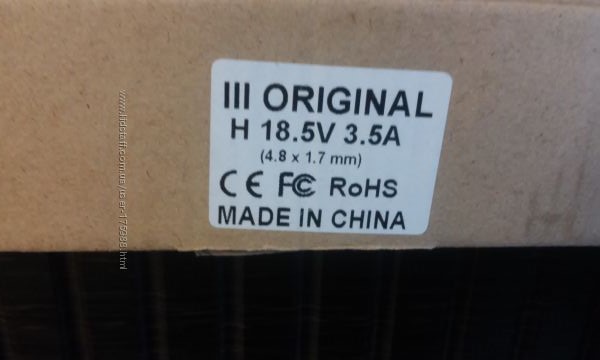 III ORIGINAL
H 18.5V 3.5A
(4.8 x 1.7 mm)
CE FC RoHS
MADE IN CHINA